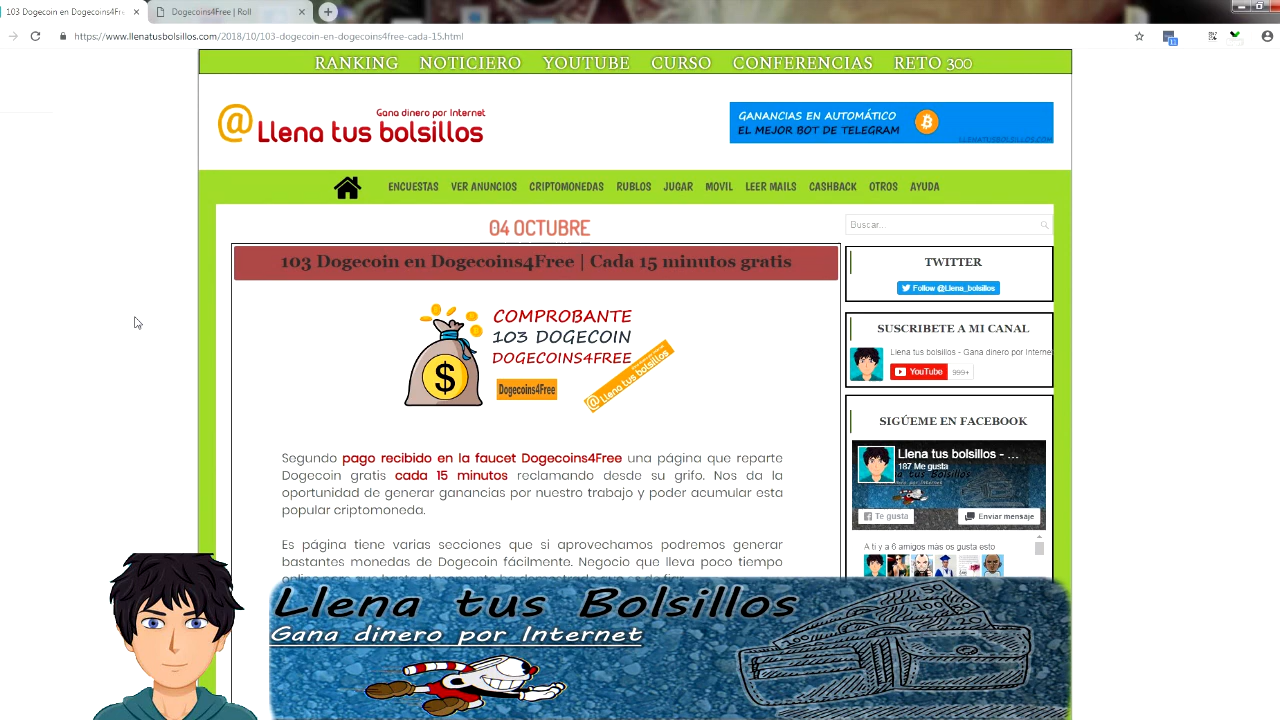 103 Dogecoin en Dogecoins4Fr
Dogecoins4Free | Roll
https://www.llenatusbolsillos.com/2018/10/103-dogecoin-en-dogecoins4free-cada-15.html
RANKING NOTICIERO YOUTUBE CURSO CONFERENCIAS RETO 300
Gana dinero por Internet
@Llena tus bolsillos
GANANCIAS EN AUTOMÁTICO
EL MEJOR BOT DE TELEGRAM
LLENATUSBOLSILLOS.COM
ENCUESTAS VER ANUNCIOS CRIPTOMONEDAS RUBLOS JUGAR MOVIL LEER MAILS CASHBACK OTROS AYUDA
04 OCTUBRE
103 Dogecoin en Dogecoins4Free | Cada 15 minutos gratis
COMPROBANTE
103 DOGECOIN
DOGECOINS4FREE
Dogecoins4Free
@Llena tus bolsillos
$
Segundo pago recibido en la faucet Dogecoins4Free una página que reparte
Dogecoin gratis cada 15 minutos reclamando desde su grifo. Nos da la
oportunidad de generar ganancias por nuestro trabajo y poder acumular esta
popular criptomoneda.
Es página tiene varias secciones que si aprovechamos podremos generar
bastantes monedas de Dogecoin fácilmente. Negocio que lleva poco tiempo
Buscar...
TWITTER
Follow @Llena_bolsillos
SUSCRIBETE A MI CANAL
Llena tus bolsillos - Gana dinero por Interne
YouTube 999+
SIGÚEME EN FACEBOOK
Llena tus bolsillos - ...
187 Me gusta
Te gusta
Enviar mensaje
A ti y a 6 amigos más os gusta esto
Llena tus Bolsillos
Gana dinero por Internet